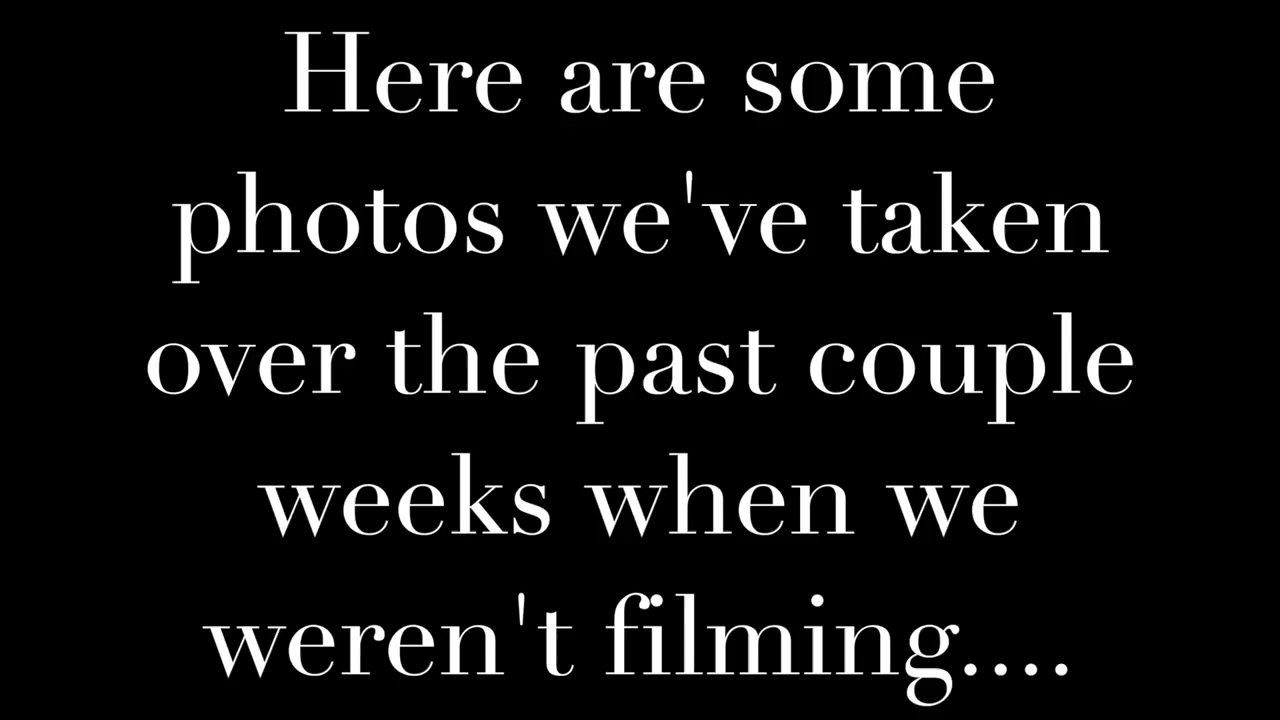 Here are some
photos we've taken
over the past couple
weeks when we
weren't filming....